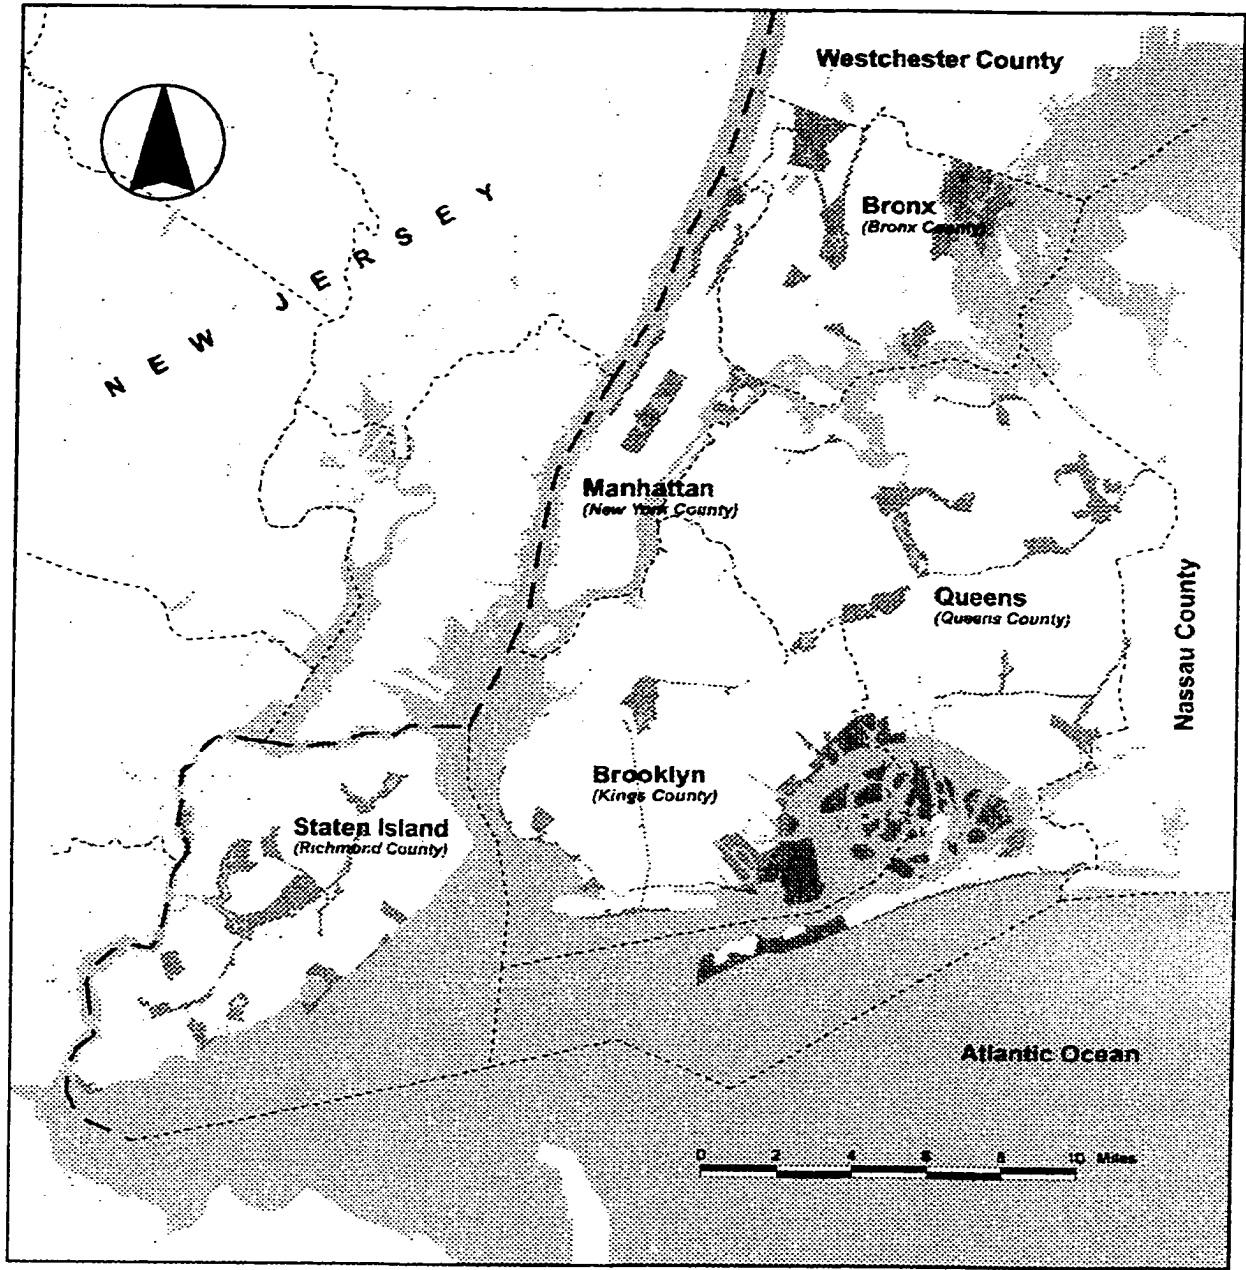 Westchester County
Bronx
(Bronx County)
NEW JERSEY
Manhattan
(New York County)
Queens
(Queens County)
Nassau County
Brooklyn
(Kings County)
Staten Island
(Richmond County)
Atlantic Ocean
0 2 4 6 8 10 Miles